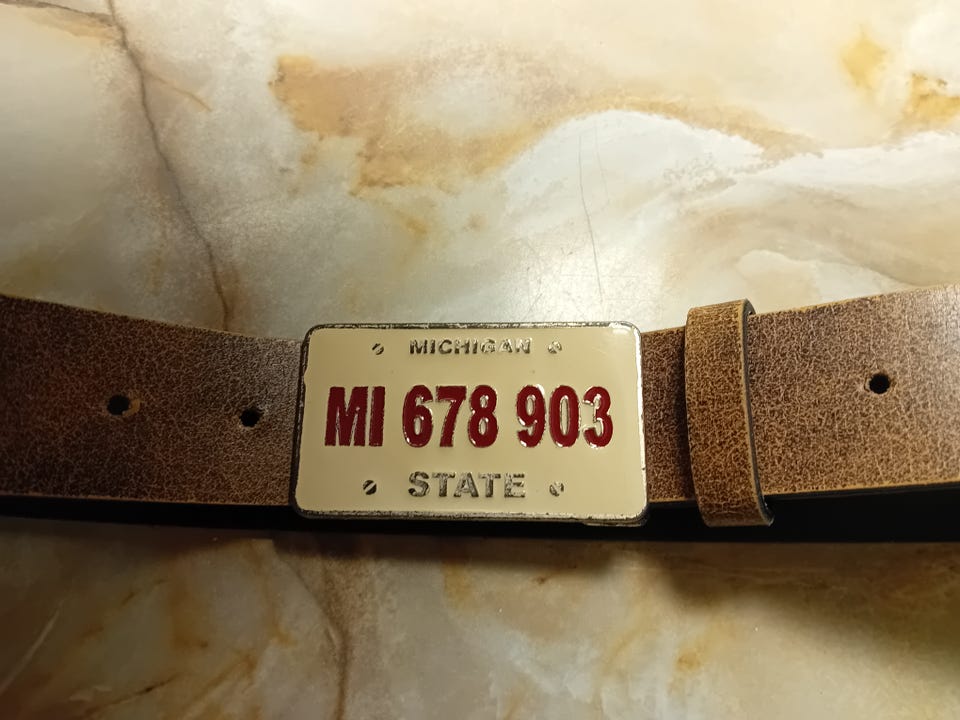 MICHIGAN
MI 678 903
STATE